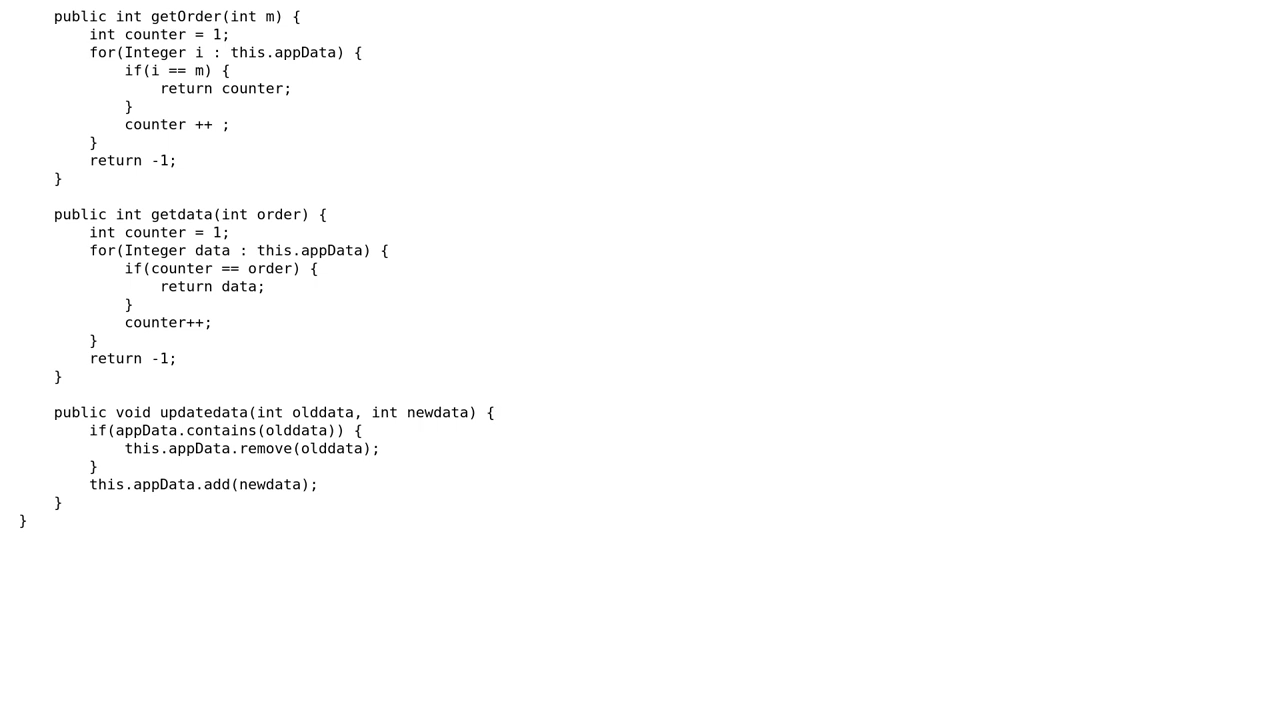 public int getOrder(int m) {
        int counter = 1;
        for(Integer i : this.appData) {
            if(i == m) {
                return counter;
            }
            counter ++ ;
        }
        return -1;
    }

    public int getdata(int order) {
        int counter = 1;
        for(Integer data : this.appData) {
            if(counter == order) {
                return data;
            }
            counter++;
        }
        return -1;
    }

    public void updatedata(int olddata, int newdata) {
        if(appData.contains(olddata)) {
            this.appData.remove(olddata);
        }
        this.appData.add(newdata);
    }
}